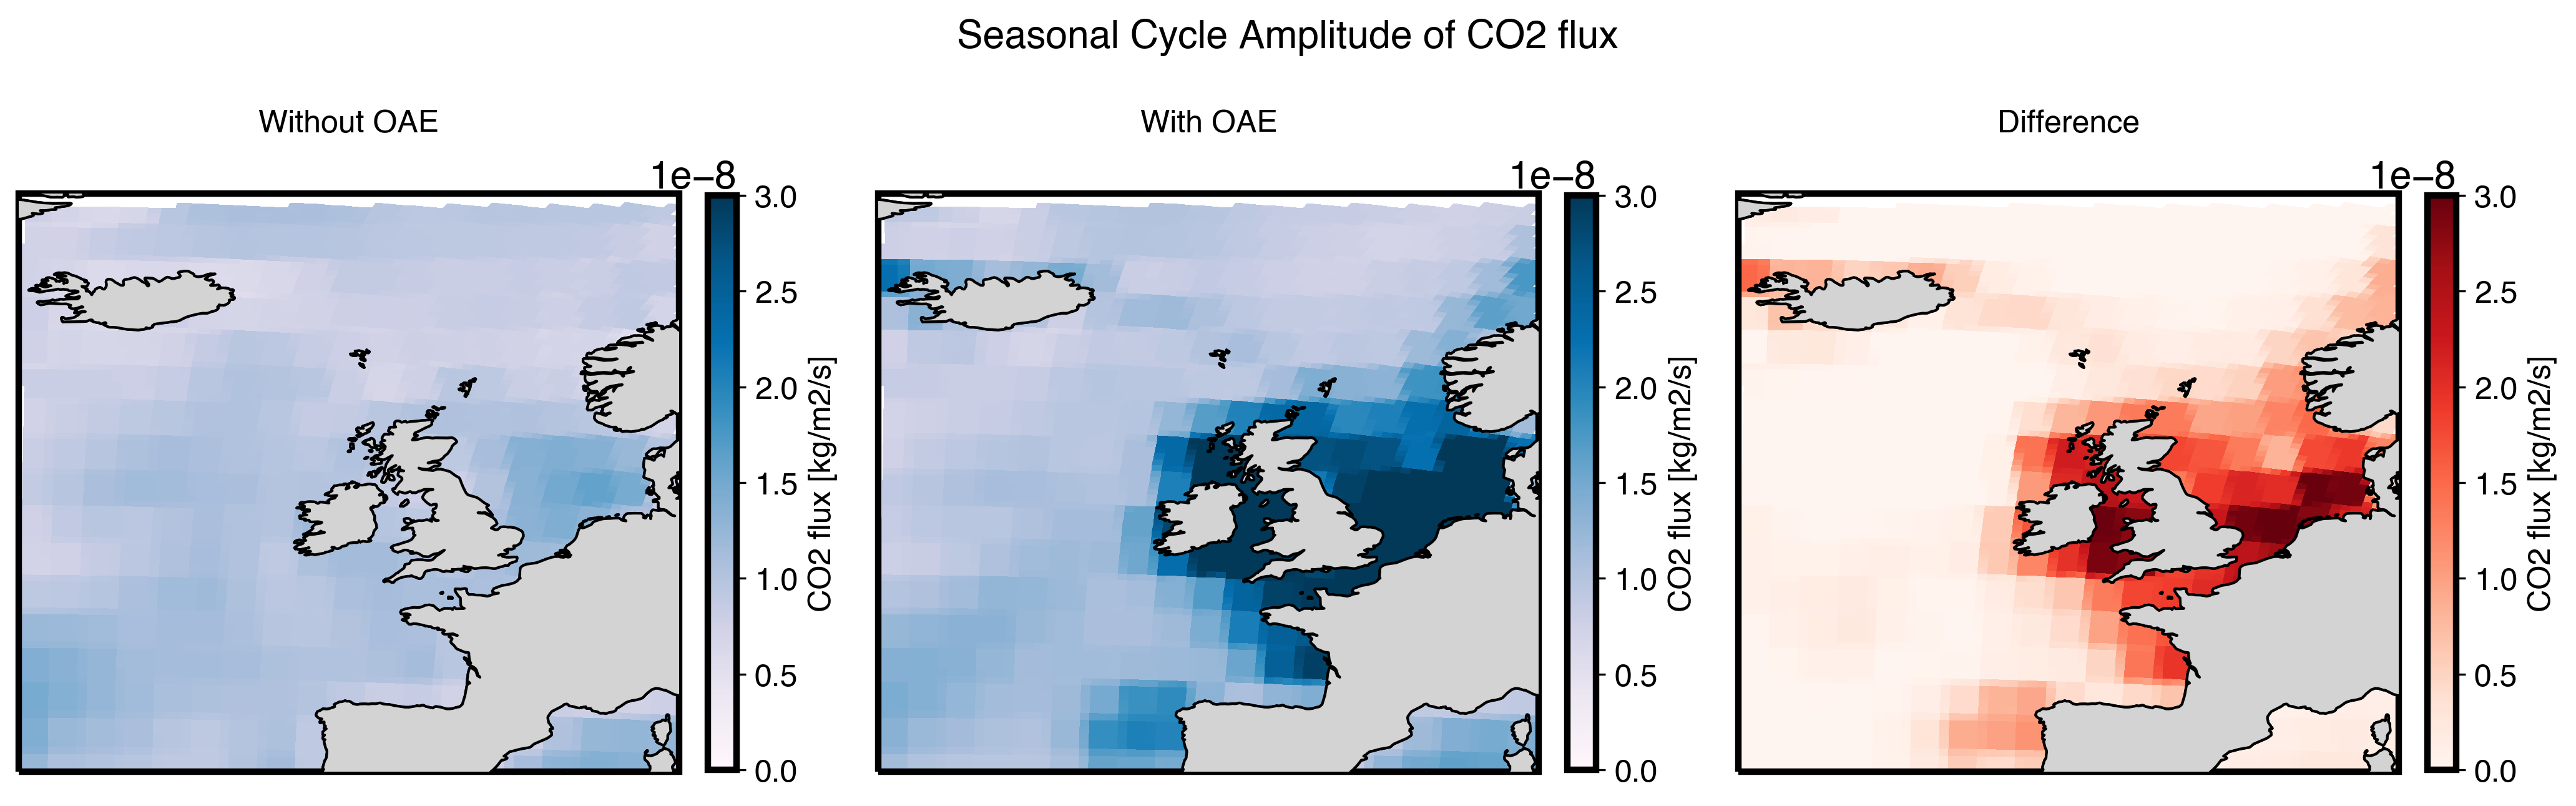 Seasonal Cycle Amplitude of CO2 flux
Without OAE
1e−8
3.0
2.5
2.0
1.5
1.0
0.5
0.0
CO2 flux [kg/m2/s]
With OAE
1e−8
3.0
2.5
2.0
1.5
1.0
0.5
0.0
CO2 flux [kg/m2/s]
Difference
1e−8
3.0
2.5
2.0
1.5
1.0
0.5
0.0
CO2 flux [kg/m2/s]